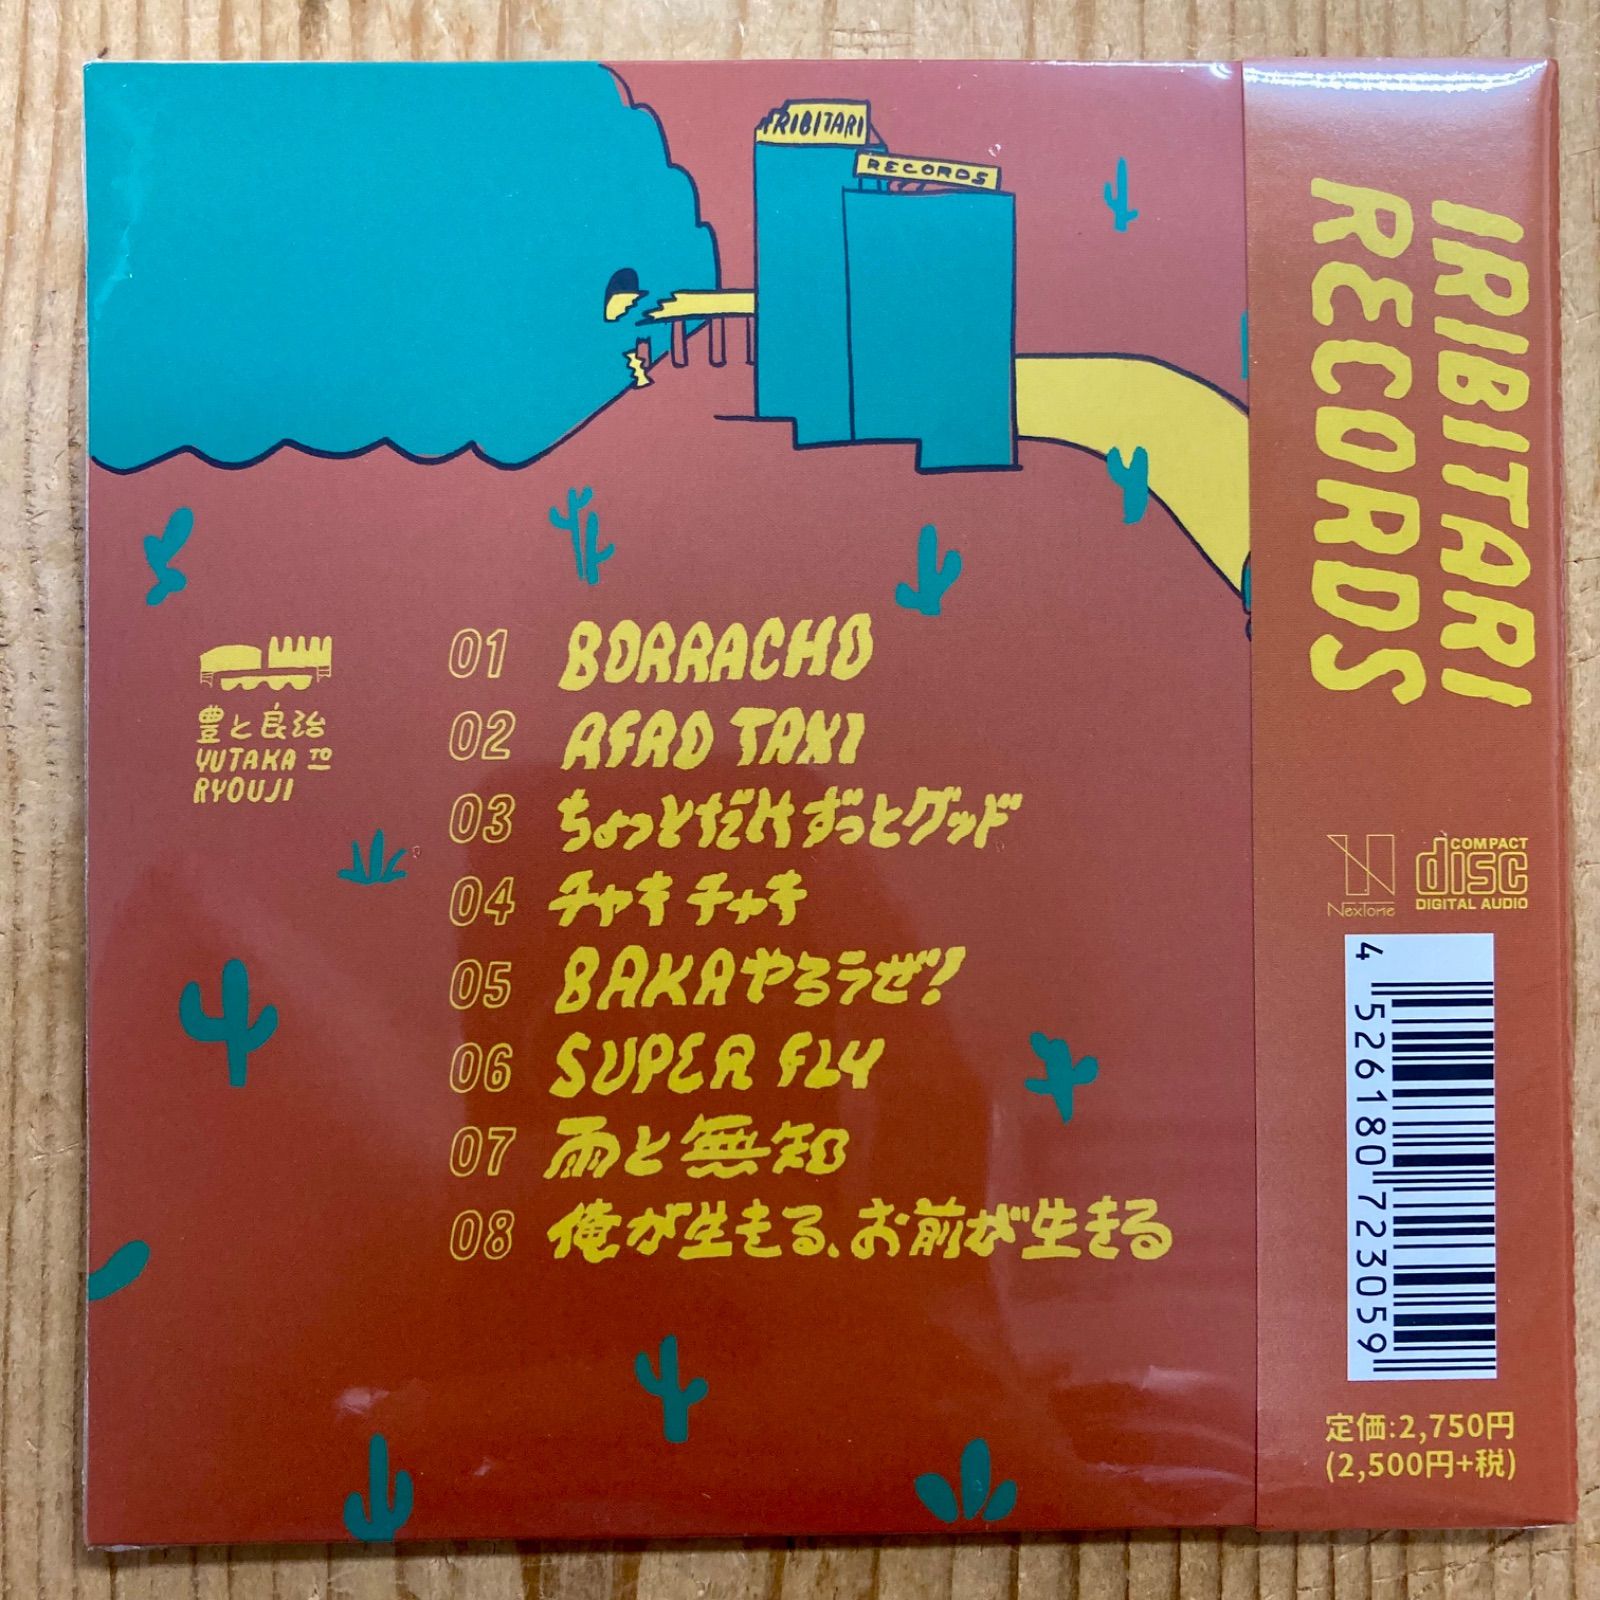 IRIBITARI
RECORDS
豊と良治
YUTAKA TO
RYOUJI
01 BORRACHO
02 AFRO TAXI
03 ちょっとだけずっとグッド
04 チャキチャキ
05 BAKAやろうぜ!
06 SUPER FLY
07 雨と無知
08 俺が生きる、お前が生きる
IRIBITARI
RECORDS
NexTone
COMPACT
disc
DIGITAL AUDIO
4 526180 723059
定価:2,750円
(2,500円+税)